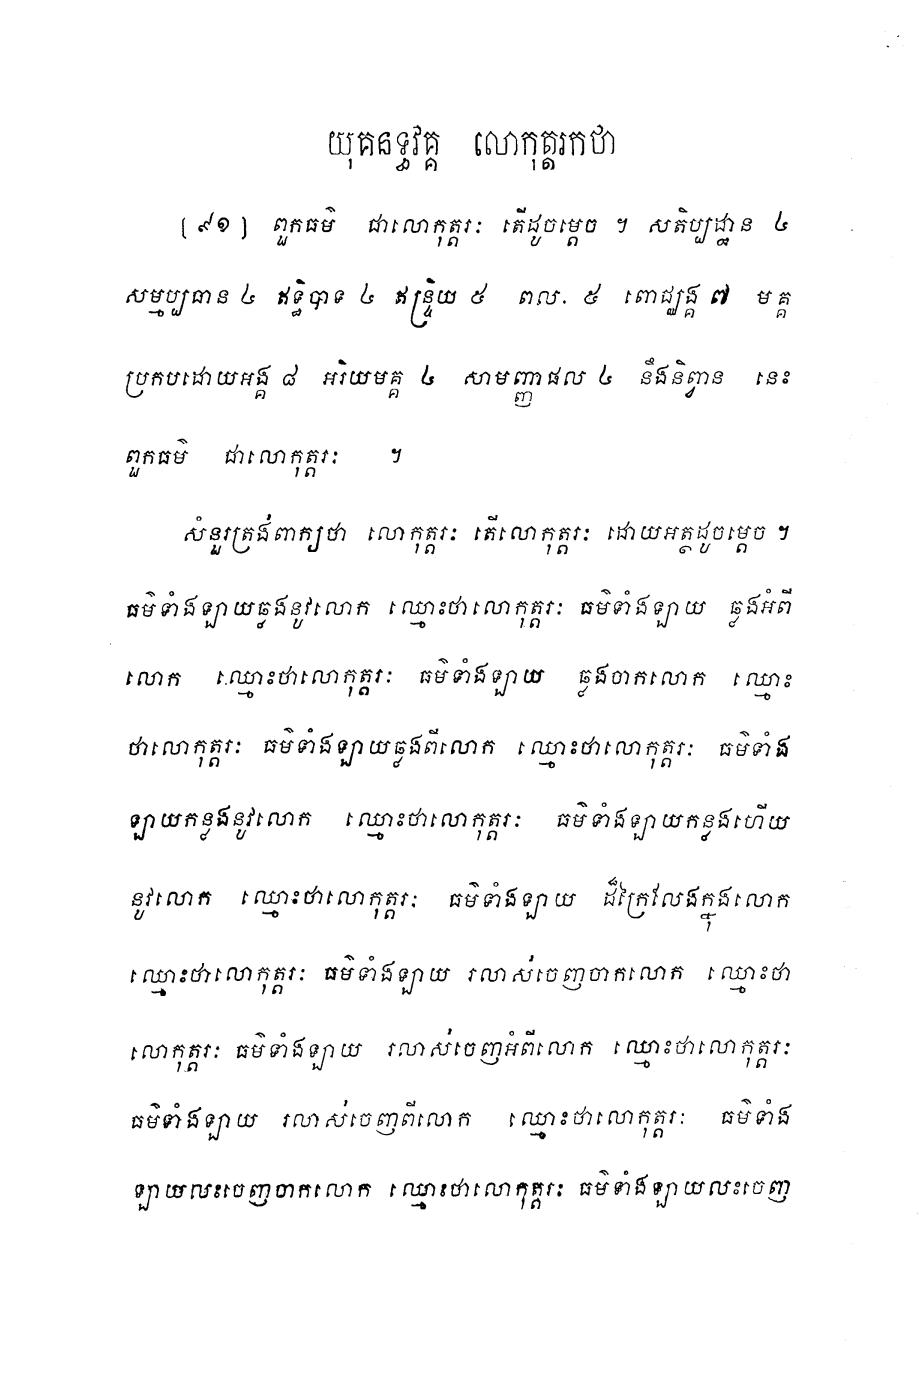 យុគនទ្ធវគ្គ លោកុត្តរកថា
[៩១] ពួកធម៌ ជាលោកុត្តរៈ តើដូចម្តេច ។ សតិប្បដ្ឋាន ៤
សម្មប្បធាន ៤ ឥទ្ធិបាទ ៤ ឥន្ទ្រិយ ៥ ពលៈ ៥ ពោជ្ឈង្គ ៧ មគ្គ
ប្រកបដោយអង្គ ៨ អរិយមគ្គ ៤ សាមញ្ញផល ៤ នឹងនិព្វាន នេះ
ពួកធម៌ ជាលោកុត្តរៈ ។
សំនួរត្រង់ពាក្យថា លោកុត្តរៈ តើលោកុត្តរៈ ដោយអត្ថដូចម្តេច ។
ធម៌ទាំងឡាយឆ្លងនូវលោក ឈ្មោះថាលោកុត្តរៈ ធម៌ទាំងឡាយ ឆ្លងអំពី
លោក ឈ្មោះថាលោកុត្តរៈ ធម៌ទាំងឡាយ ឆ្លងចាកលោក ឈ្មោះ
ថាលោកុត្តរៈ ធម៌ទាំងឡាយឆ្លងពីលោក ឈ្មោះថាលោកុត្តរៈ ធម៌ទាំង
ឡាយកន្លងនូវលោក ឈ្មោះថាលោកុត្តរៈ ធម៌ទាំងឡាយកន្លងហើយ
នូវលោក ឈ្មោះថាលោកុត្តរៈ ធម៌ទាំងឡាយ ដ៏ក្រៃលែងក្នុងលោក
ឈ្មោះថាលោកុត្តរៈ ធម៌ទាំងឡាយ រលាស់ចេញចាកលោក ឈ្មោះថា
លោកុត្តរៈ ធម៌ទាំងឡាយ រលាស់ចេញអំពីលោក ឈ្មោះថាលោកុត្តរៈ
ធម៌ទាំងឡាយ រលាស់ចេញពីលោក ឈ្មោះថាលោកុត្តរៈ ធម៌ទាំង
ឡាយលះចេញចាកលោក ឈ្មោះថាលោកុត្តរៈ ធម៌ទាំងឡាយលះចេញ